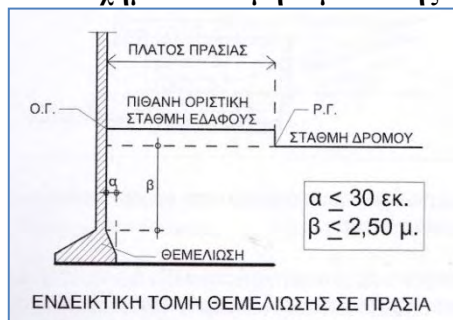 ΠΛΑΤΟΣ ΠΡΑΣΙΑΣ
Ο.Γ.
ΠΙΘΑΝΗ ΟΡΙΣΤΙΚΗ
ΣΤΑΘΜΗ ΕΔΑΦΟΥΣ
Ρ.Γ.
ΣΤΑΘΜΗ ΔΡΟΜΟΥ
α
β
α ≤ 30 εκ.
β ≤ 2,50 μ.
ΘΕΜΕΛΙΩΣΗ
ΕΝΔΕΙΚΤΙΚΗ ΤΟΜΗ ΘΕΜΕΛΙΩΣΗΣ ΣΕ ΠΡΑΣΙΑ